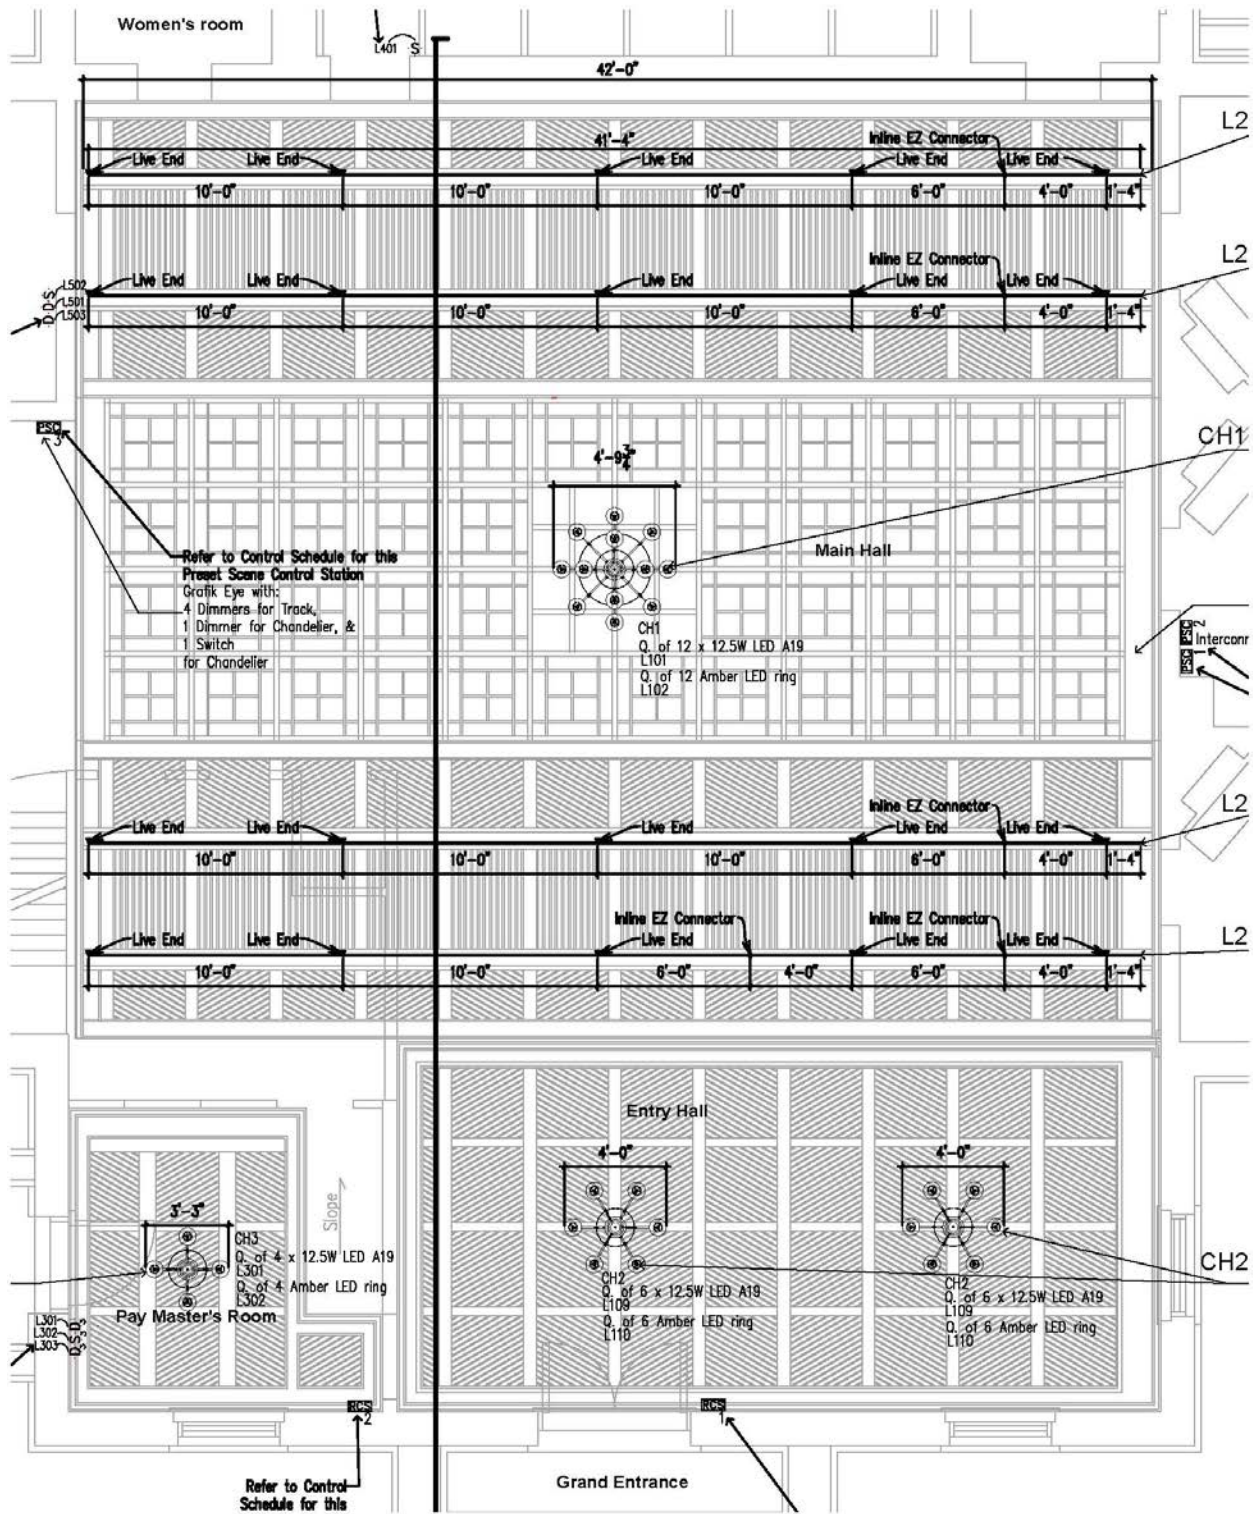 Women's room
L401 S
42'-0"
L2
41'-4"
Inline EZ Connector
Live End Live End Live End Live End Live End
10'-0" 10'-0" 10'-0" 6'-0" 4'-0" 1'-4"
L2
Inline EZ Connector
Live End Live End Live End Live End Live End
L502
L501
L503
D D S
10'-0" 10'-0" 10'-0" 6'-0" 4'-0" 1'-4"
PSC
3
CH1
4'-9 3/4"
Main Hall
Refer to Control Schedule for this
Preset Scene Control Station
Grafik Eye with:
4 Dimmers for Track,
1 Dimmer for Chandelier, &
1 Switch
for Chandelier
CH1
Q. of 12 x 12.5W LED A19
L101
Q. of 12 Amber LED ring
L102
PSC 2
PSC 1
Interconr
L2
Inline EZ Connector
Live End Live End Live End Live End Live End
10'-0" 10'-0" 10'-0" 6'-0" 4'-0" 1'-4"
Inline EZ Connector Inline EZ Connector
L2
Live End Live End Live End Live End Live End
10'-0" 10'-0" 6'-0" 4'-0" 6'-0" 4'-0" 1'-4"
Entry Hall
4'-0" 4'-0"
Slope
3'-3"
CH3
Q. of 4 x 12.5W LED A19
L301
Q. of 4 Amber LED ring
L302
Pay Master's Room
L301
L302
L303
CH2
CH2
Q. of 6 x 12.5W LED A19
L109
Q. of 6 Amber LED ring
L110
CH2
Q. of 6 x 12.5W LED A19
L109
Q. of 6 Amber LED ring
L110
RCS
2
RCS
1
Refer to Control
Schedule for this
Grand Entrance